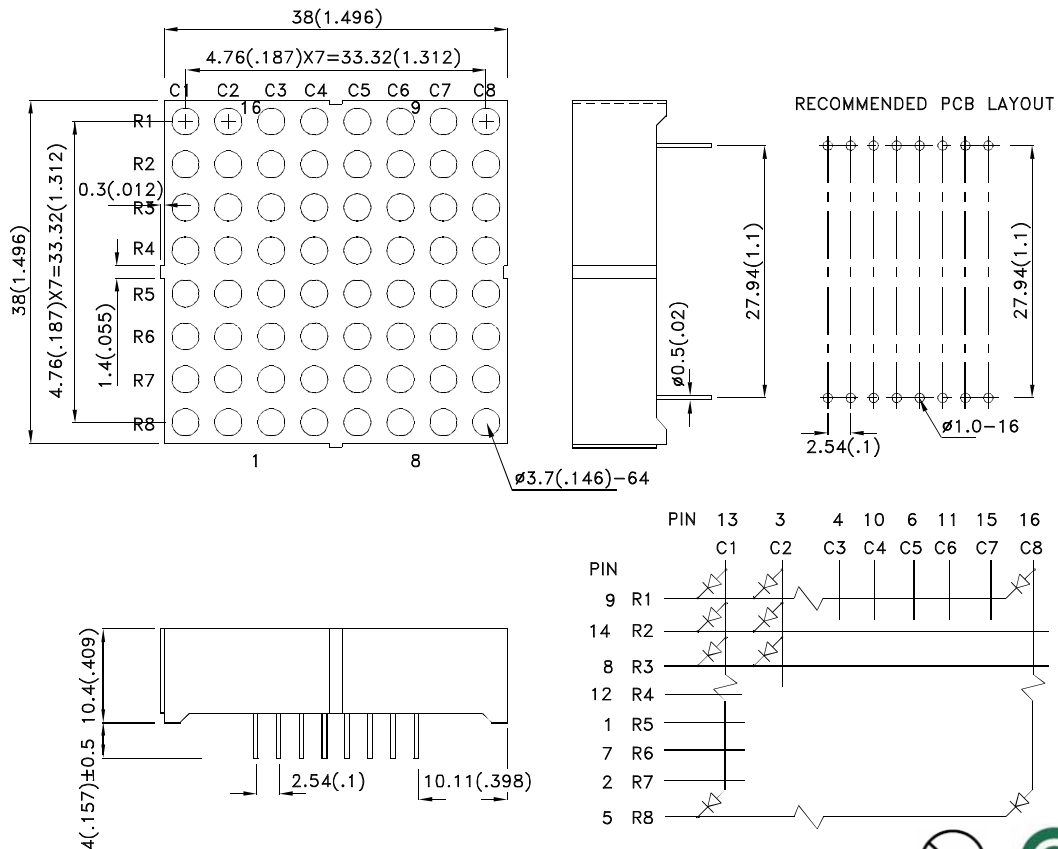 38(1.496)
4.76(.187)X7=33.32(1.312)
C1 C2 C3 C4 C5 C6 C7 C8
16 9
R1
R2
0.3(.012)
R3
R4
R5
R6
R7
R8
38(1.496)
4.76(.187)X7=33.32(1.312)
1.4(.055)
1 8
ø3.7(.146)-64
27.94(1.1)
ø0.5(.02)
RECOMMENDED PCB LAYOUT
27.94(1.1)
ø1.0-16
2.54(.1)
10.4(.409)
4(.157)±0.5
2.54(.1)
10.11(.398)
PIN 13 3 4 10 6 11 15 16
C1 C2 C3 C4 C5 C6 C7 C8
PIN
9 R1
14 R2
8 R3
12 R4
1 R5
7 R6
2 R7
5 R8